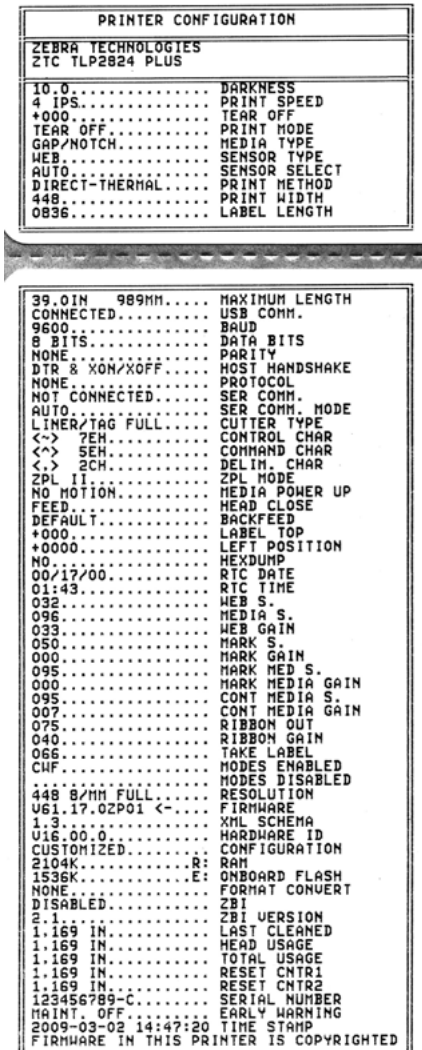 PRINTER CONFIGURATION
ZEBRA TECHNOLOGIES
ZTC TLP2824 PLUS
10.0............... DARKNESS
4 IPS.............. PRINT SPEED
+000............... TEAR OFF
TEAR OFF........... PRINT MODE
GAP/NOTCH.......... MEDIA TYPE
WEB................ SENSOR TYPE
AUTO............... SENSOR SELECT
DIRECT-THERMAL..... PRINT METHOD
448................ PRINT WIDTH
0836............... LABEL LENGTH
39.0IN   989MM..... MAXIMUM LENGTH
CONNECTED.......... USB COMM.
9600............... BAUD
8 BITS............. DATA BITS
NONE............... PARITY
DTR & XON/XOFF..... HOST HANDSHAKE
NONE............... PROTOCOL
NOT CONNECTED...... SER COMM.
AUTO............... SER COMM. MODE
LINER/TAG FULL..... CUTTER TYPE
<~>  7EH........... CONTROL CHAR
<^>  5EH........... COMMAND CHAR
<,>  2CH........... DELIM. CHAR
ZPL II............. ZPL MODE
NO MOTION.......... MEDIA POWER UP
FEED............... HEAD CLOSE
DEFAULT............ BACKFEED
+000............... LABEL TOP
+0000.............. LEFT POSITION
NO................. HEXDUMP
00/17/00........... RTC DATE
01:43.............. RTC TIME
032................ WEB S.
096................ MEDIA S.
033................ WEB GAIN
050................ MARK S.
000................ MARK GAIN
095................ MARK MED S.
000................ MARK MEDIA GAIN
095................ CONT MEDIA S.
007................ CONT MEDIA GAIN
075................ RIBBON OUT
040................ RIBBON GAIN
066................ TAKE LABEL
CWF................ MODES ENABLED
................... MODES DISABLED
448 8/MM FULL...... RESOLUTION
V61.17.0ZP01 <-.... FIRMWARE
1.3................ XML SCHEMA
V16.00.0........... HARDWARE ID
CUSTOMIZED......... CONFIGURATION
2104K............R: RAM
1536K............E: ONBOARD FLASH
NONE............... FORMAT CONVERT
DISABLED........... ZBI
2.1................ ZBI VERSION
1,169 IN........... LAST CLEANED
1,169 IN........... HEAD USAGE
1,169 IN........... TOTAL USAGE
1,169 IN........... RESET CNTR1
1,169 IN........... RESET CNTR2
123456789-C........ SERIAL NUMBER
MAINT. OFF......... EARLY WARNING
2009-03-02 14:47:20 TIME STAMP
FIRMWARE IN THIS PRINTER IS COPYRIGHTED